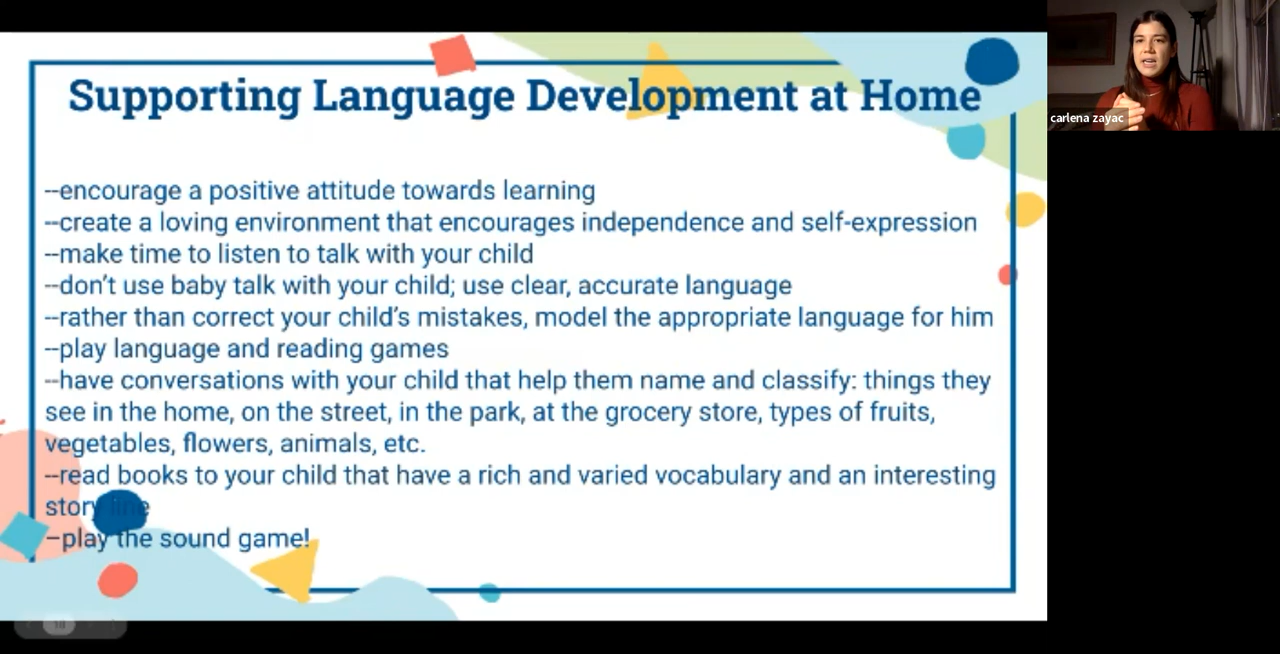 Supporting Language Development at Home
--encourage a positive attitude towards learning
--create a loving environment that encourages independence and self-expression
--make time to listen to talk with your child
--don't use baby talk with your child; use clear, accurate language
--rather than correct your child's mistakes, model the appropriate language for him
--play language and reading games
--have conversations with your child that help them name and classify: things they
see in the home, on the street, in the park, at the grocery store, types of fruits,
vegetables, flowers, animals, etc.
--read books to your child that have a rich and varied vocabulary and an interesting
story line
–play the sound game!
carlena zayac